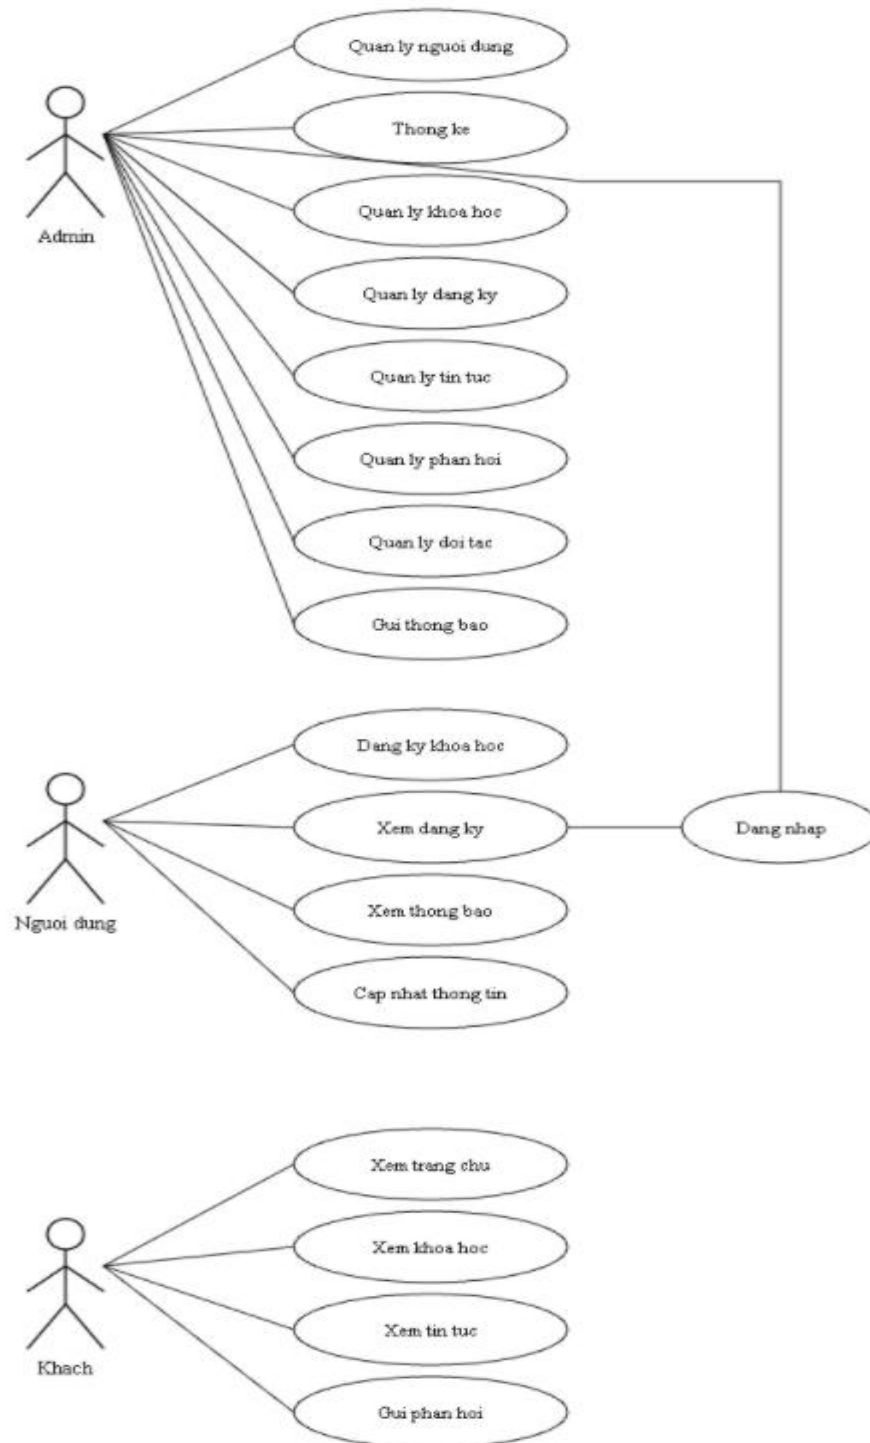 Quan ly nguoi dung
Thong ke
Admin
Quan ly khoa hoc
Quan ly dang ky
Quan ly tin tuc
Quan ly phan hoi
Quan ly doi tac
Gui thong bao
Dang ky khoa hoc
Xem dang ky
Dang nhap
Nguoi dung
Xem thong bao
Cap nhat thong tin
Xem trang chu
Xem khoa hoc
Xem tin tuc
Khach
Gui phan hoi